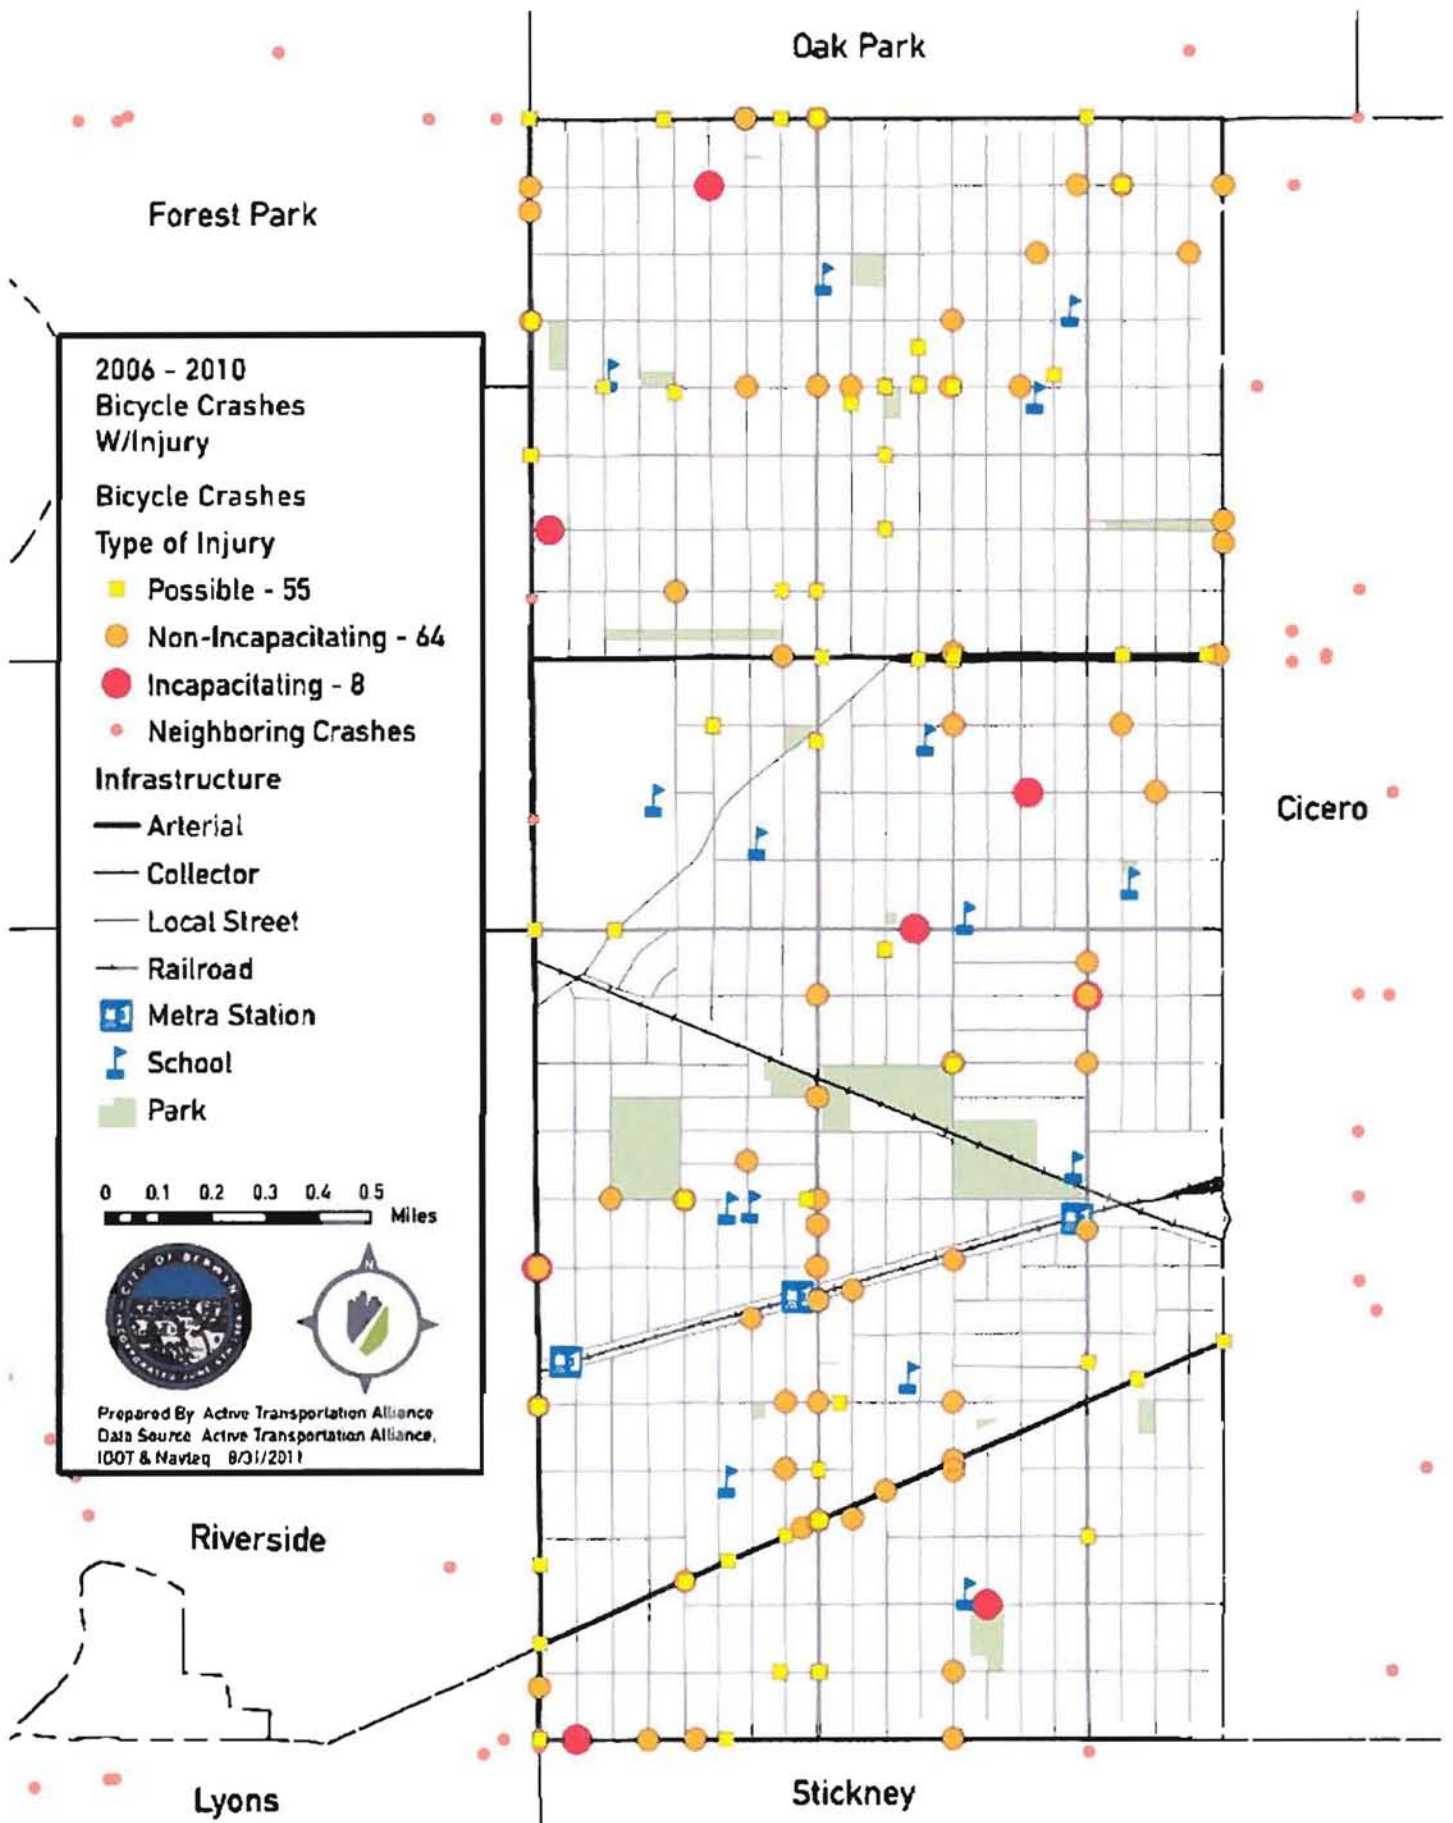 Oak Park
Forest Park
2006 - 2010
Bicycle Crashes
W/Injury
Bicycle Crashes
Type of Injury
Possible - 55
Non-Incapacitating - 64
Incapacitating - 8
Neighboring Crashes
Infrastructure
Arterial
Collector
Local Street
Railroad
Metra Station
School
Park
0 0.1 0.2 0.3 0.4 0.5
Miles
CITY OF BERWYN
N
Prepared By Active Transportation Alliance
Data Source Active Transportation Alliance,
IDOT & Navteq 8/31/2011
Cicero
Riverside
Lyons
Stickney